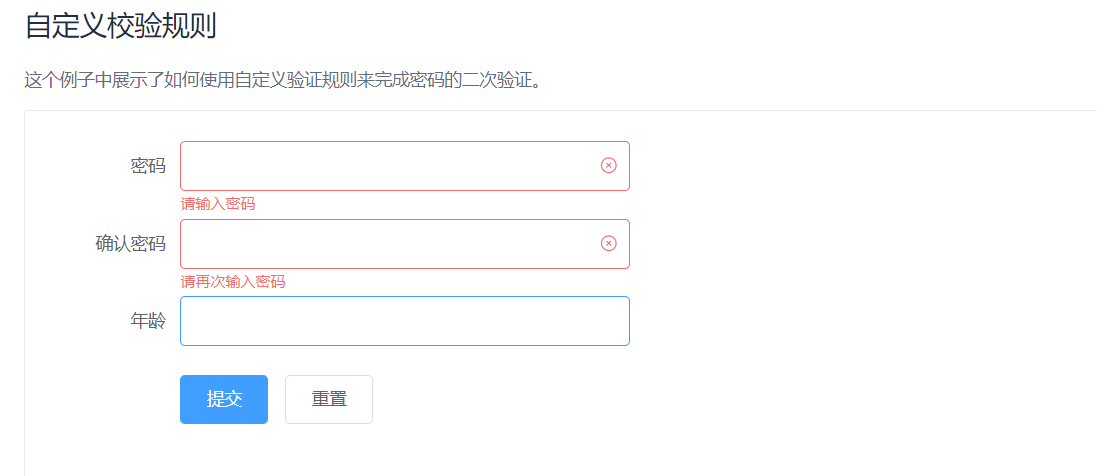 自定义校验规则
这个例子中展示了如何使用自定义验证规则来完成密码的二次验证。
密码
请输入密码
确认密码
请再次输入密码
年龄
提交 重置